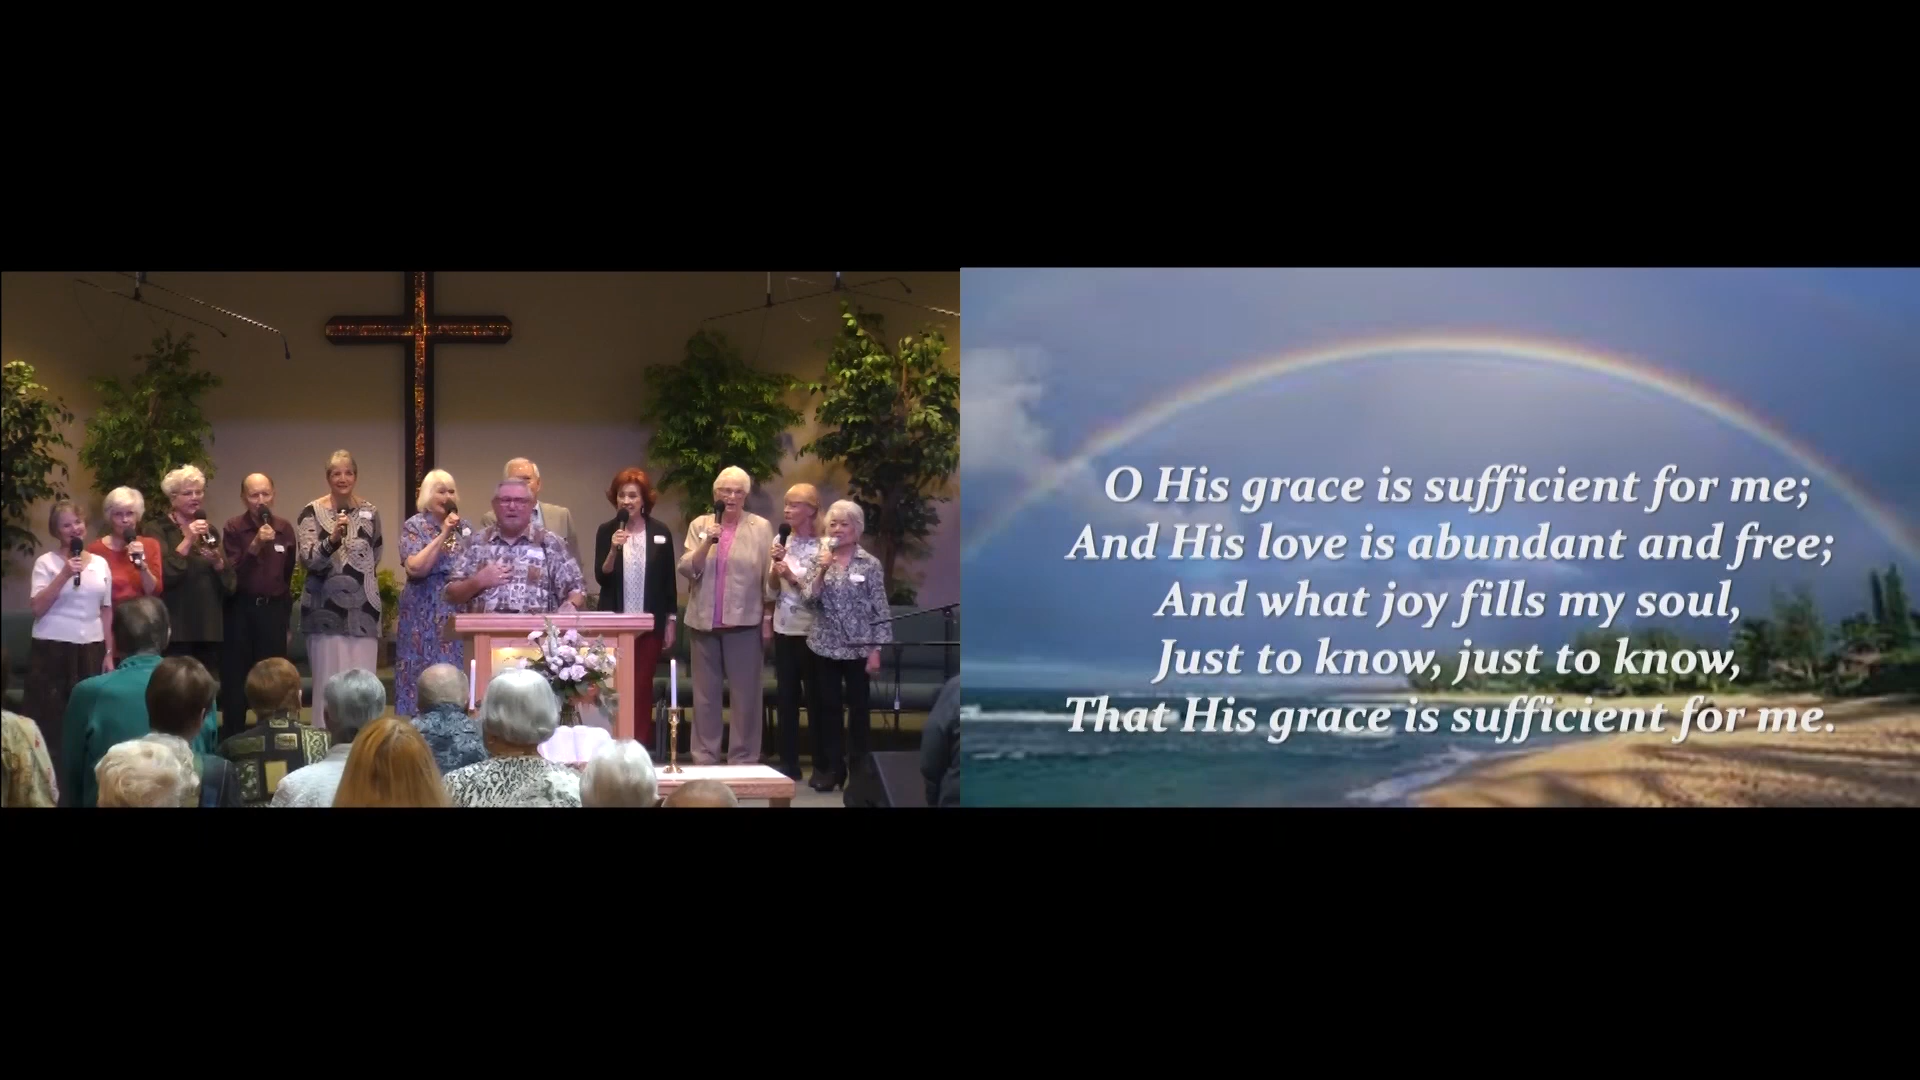 O His grace is sufficient for me;
And His love is abundant and free;
And what joy fills my soul,
Just to know, just to know,
That His grace is sufficient for me.